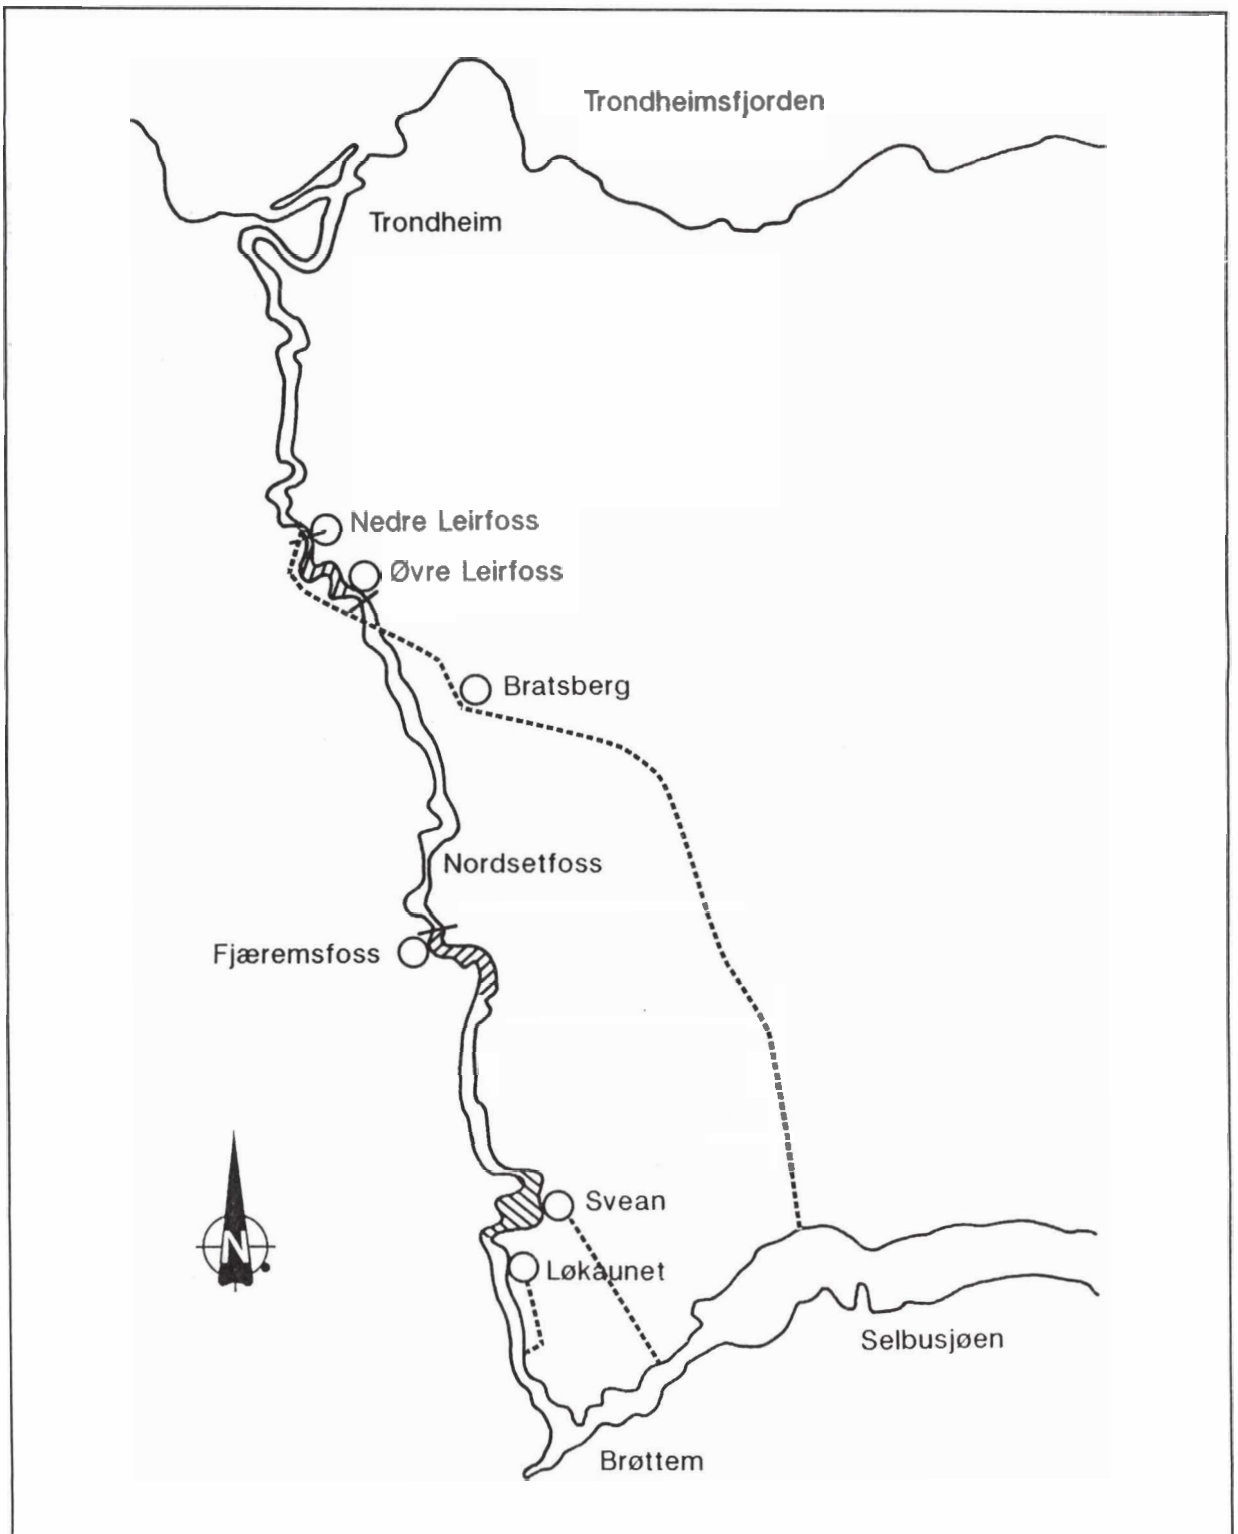 Trondheimsfjorden
Trondheim
Nedre Leirfoss
Øvre Leirfoss
Bratsberg
Nordsetfoss
Fjæremsfoss
Svean
N
Løkaunet
Selbusjøen
Brøttem